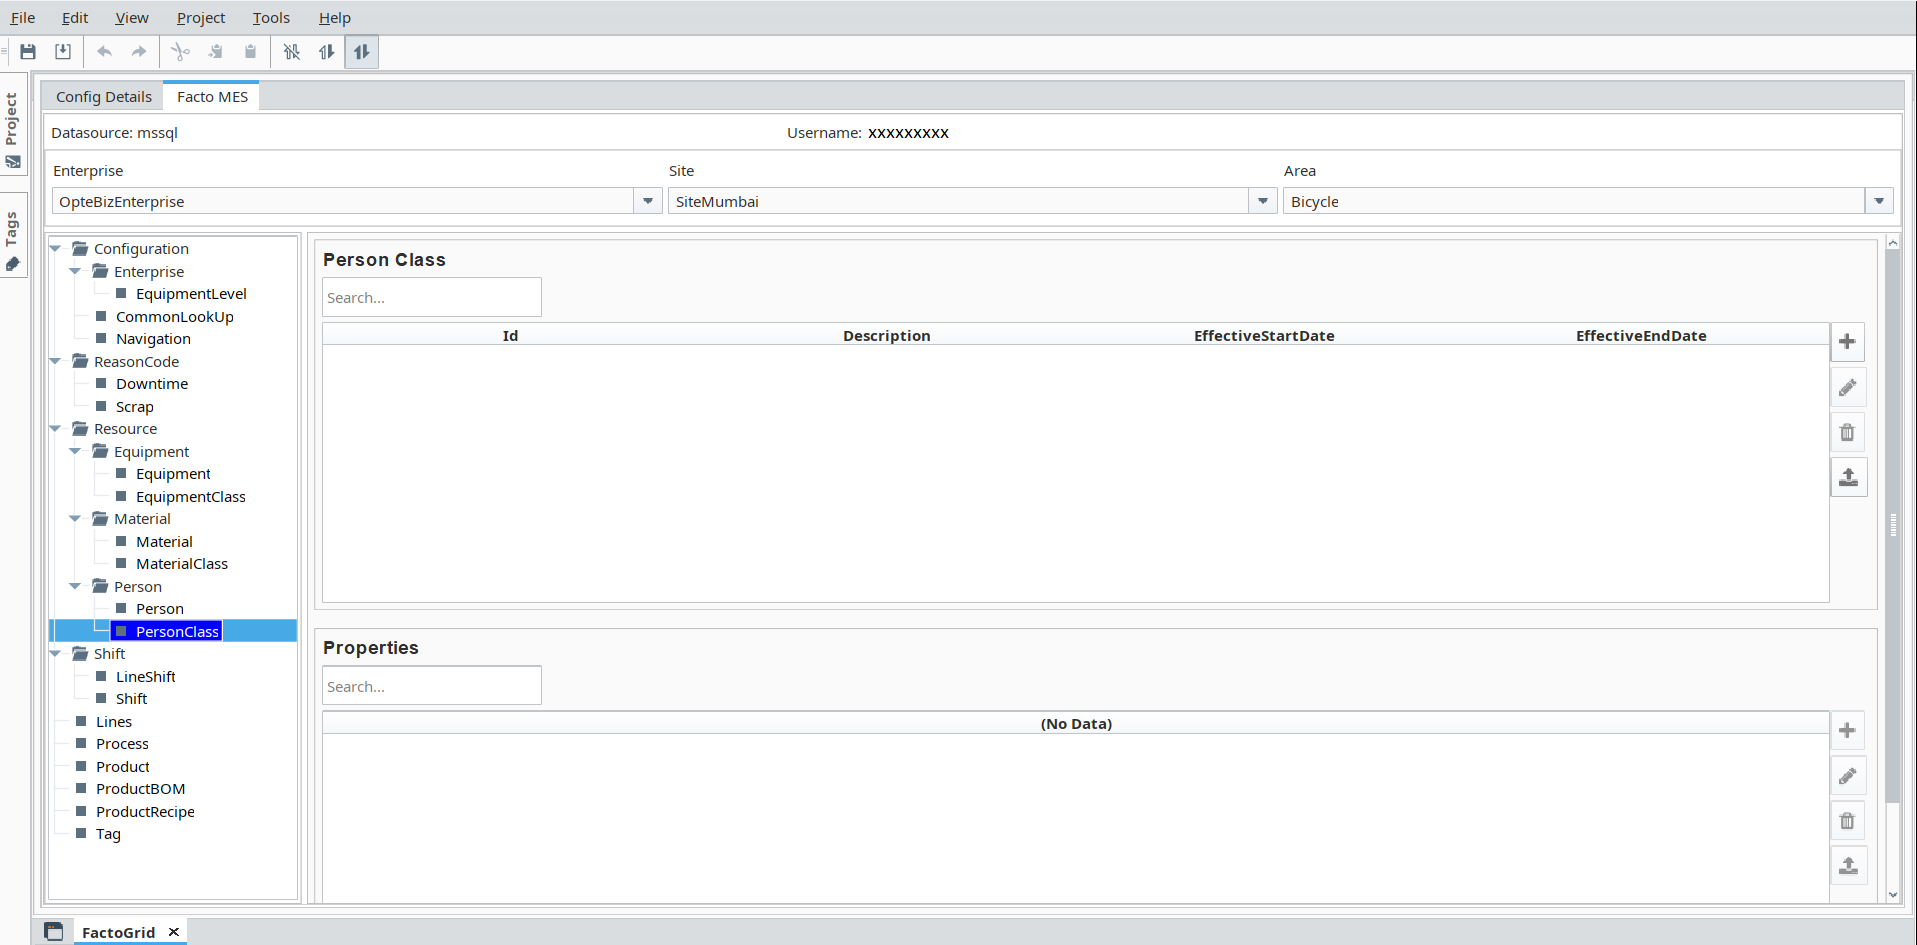 File Edit View Project Tools Help
Project
Tags
Config Details Facto MES
Datasource: mssql Username: xxxxxxxxx
Enterprise Site Area
OpteBizEnterprise SiteMumbai Bicycle
Configuration
Enterprise
EquipmentLevel
CommonLookUp
Navigation
ReasonCode
Downtime
Scrap
Resource
Equipment
Equipment
EquipmentClass
Material
Material
MaterialClass
Person
Person
PersonClass
Shift
LineShift
Shift
Lines
Process
Product
ProductBOM
ProductRecipe
Tag
Person Class
Search...
Id Description EffectiveStartDate EffectiveEndDate
Properties
Search...
(No Data)
FactoGrid